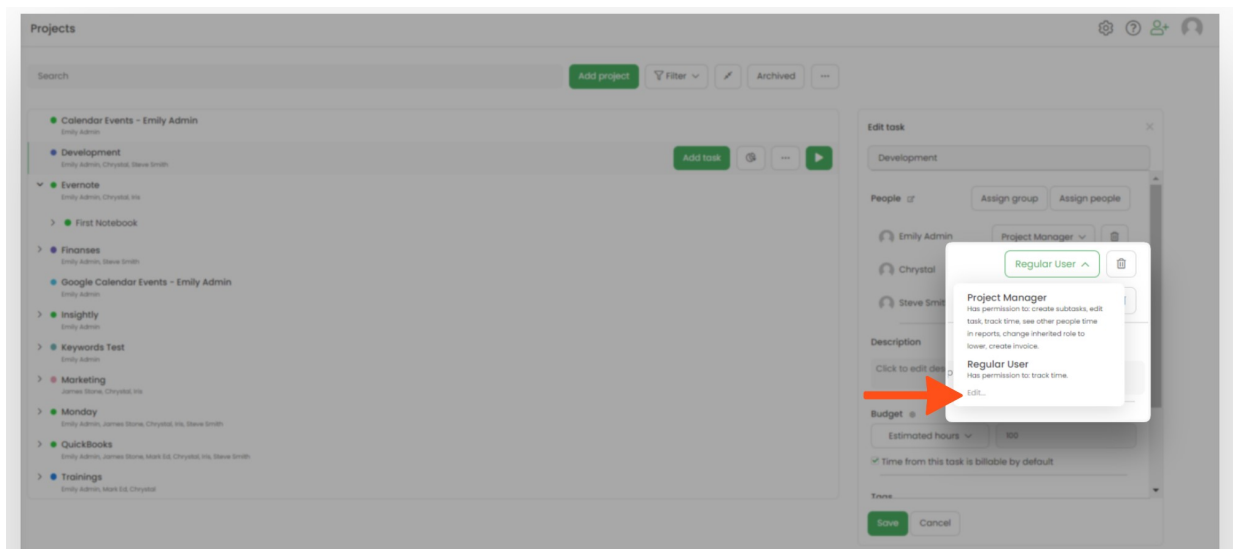 Projects
Search
Add project
Filter
Archived
Calendar Events - Emily Admin
Emily Admin
Development
Emily Admin, Chrystal, Steve Smith
Add task
Evernote
Emily Admin, Chrystal, Iris
First Notebook
Finanses
Emily Admin, Steve Smith
Google Calendar Events - Emily Admin
Emily Admin
Insightly
Emily Admin
Keywords Test
Emily Admin
Marketing
James Stone, Chrystal, Iris
Monday
Emily Admin, James Stone, Chrystal, Iris, Steve Smith
QuickBooks
Emily Admin, James Stone, Mark Ed, Chrystal, Iris, Steve Smith
Trainings
Emily Admin, Mark Ed, Chrystal
Edit task
Development
People
Assign group
Assign people
Emily Admin
Project Manager
Chrystal
Regular User
Steve Smit
Project Manager
Has permission to: create subtasks, edit
task, track time, see other people time
in reports, change inherited role to
lower, create invoice.
Regular User
Has permission to: track time.
Edit...
Description
Click to edit des
Budget
Estimated hours
100
Time from this task is billable by default
Tags
Save
Cancel